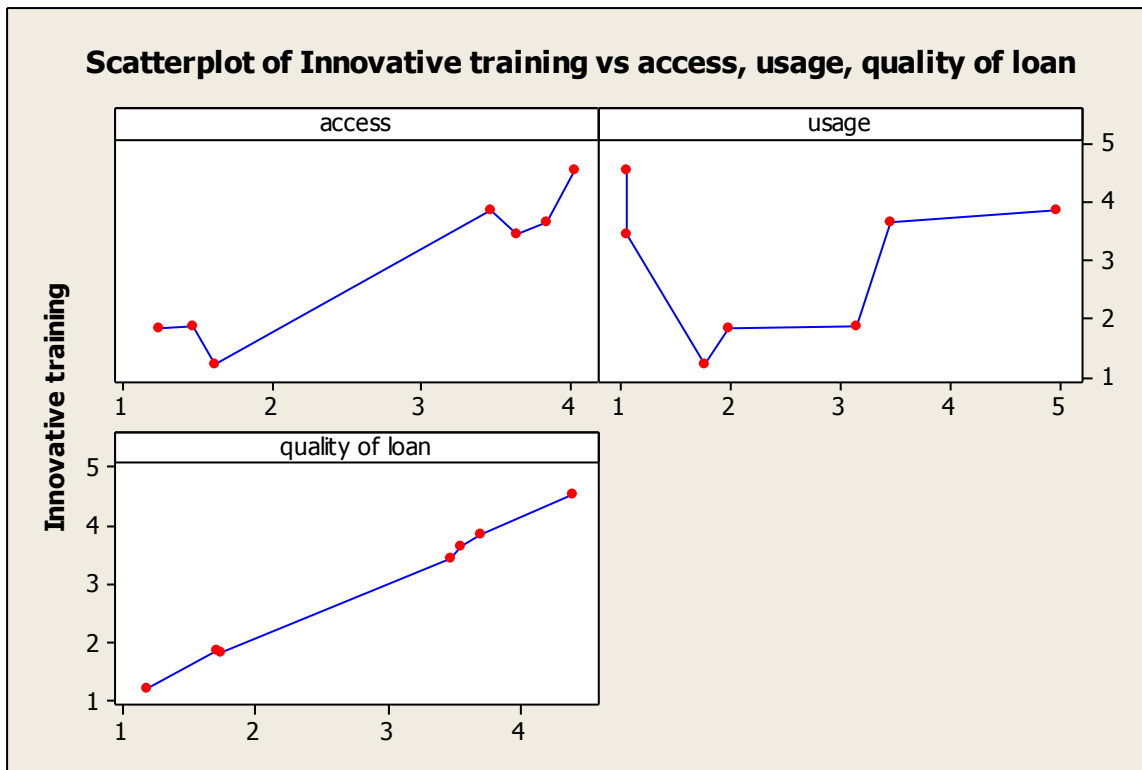 Scatterplot of Innovative training vs access, usage, quality of loan
access
usage
5
4
3
2
1
1 2 3 4
1 2 3 4 5
Innovative training
quality of loan
5
4
3
2
1
1 2 3 4